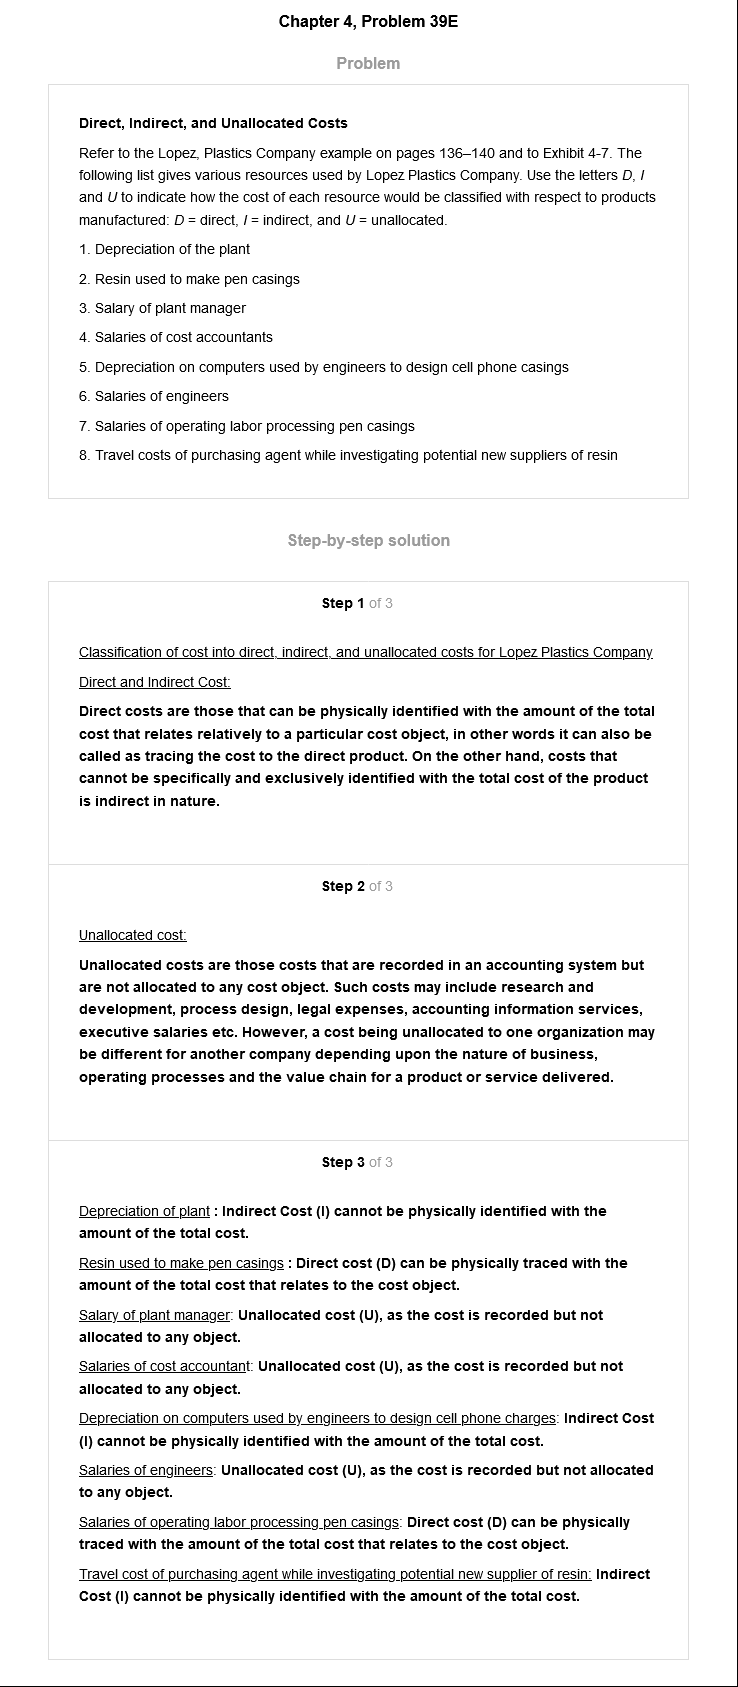 Chapter 4, Problem 39E
Problem
Direct, Indirect, and Unallocated Costs
Refer to the Lopez, Plastics Company example on pages 136–140 and to Exhibit 4-7. The
following list gives various resources used by Lopez Plastics Company. Use the letters D, I
and U to indicate how the cost of each resource would be classified with respect to products
manufactured: D = direct, I = indirect, and U = unallocated.
1. Depreciation of the plant
2. Resin used to make pen casings
3. Salary of plant manager
4. Salaries of cost accountants
5. Depreciation on computers used by engineers to design cell phone casings
6. Salaries of engineers
7. Salaries of operating labor processing pen casings
8. Travel costs of purchasing agent while investigating potential new suppliers of resin
Step-by-step solution
Step 1 of 3
Classification of cost into direct, indirect, and unallocated costs for Lopez Plastics Company
Direct and Indirect Cost:
Direct costs are those that can be physically identified with the amount of the total
cost that relates relatively to a particular cost object, in other words it can also be
called as tracing the cost to the direct product. On the other hand, costs that
cannot be specifically and exclusively identified with the total cost of the product
is indirect in nature.
Step 2 of 3
Unallocated cost:
Unallocated costs are those costs that are recorded in an accounting system but
are not allocated to any cost object. Such costs may include research and
development, process design, legal expenses, accounting information services,
executive salaries etc. However, a cost being unallocated to one organization may
be different for another company depending upon the nature of business,
operating processes and the value chain for a product or service delivered.
Step 3 of 3
Depreciation of plant : Indirect Cost (I) cannot be physically identified with the
amount of the total cost.
Resin used to make pen casings : Direct cost (D) can be physically traced with the
amount of the total cost that relates to the cost object.
Salary of plant manager: Unallocated cost (U), as the cost is recorded but not
allocated to any object.
Salaries of cost accountant: Unallocated cost (U), as the cost is recorded but not
allocated to any object.
Depreciation on computers used by engineers to design cell phone charges: Indirect Cost
(I) cannot be physically identified with the amount of the total cost.
Salaries of engineers: Unallocated cost (U), as the cost is recorded but not allocated
to any object.
Salaries of operating labor processing pen casings: Direct cost (D) can be physically
traced with the amount of the total cost that relates to the cost object.
Travel cost of purchasing agent while investigating potential new supplier of resin: Indirect
Cost (I) cannot be physically identified with the amount of the total cost.